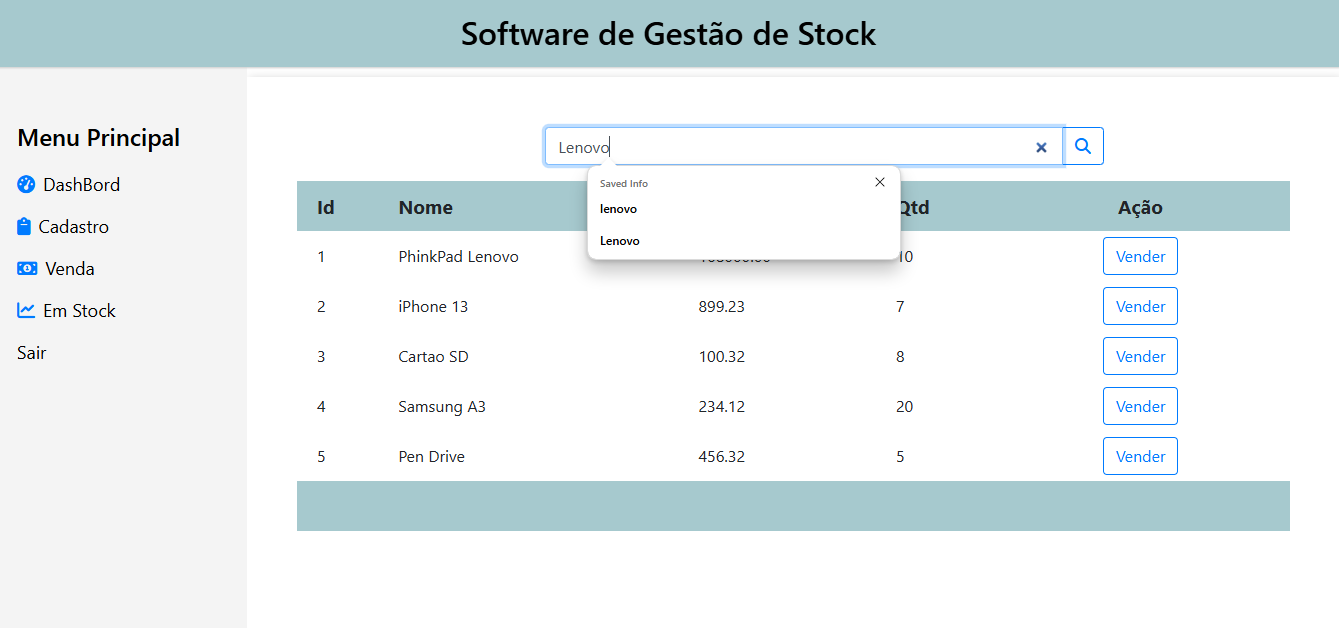 Software de Gestão de Stock
Menu Principal
DashBord
Cadastro
Venda
Em Stock
Sair
Lenovo
Saved Info
lenovo
Lenovo
Id Nome Qtd Ação
1 PhinkPad Lenovo 10 Vender
2 iPhone 13 899.23 7 Vender
3 Cartao SD 100.32 8 Vender
4 Samsung A3 234.12 20 Vender
5 Pen Drive 456.32 5 Vender